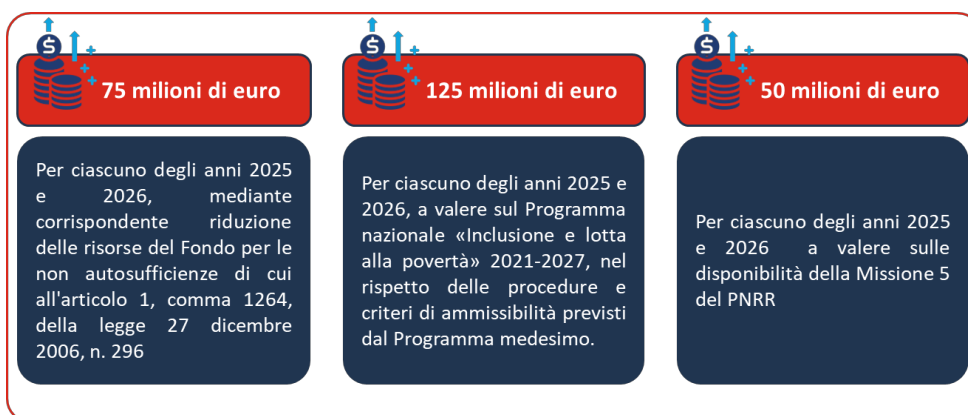 75 milioni di euro
Per ciascuno degli anni 2025
e 2026, mediante
corrispondente riduzione
delle risorse del Fondo per le
non autosufficienze di cui
all'articolo 1, comma 1264,
della legge 27 dicembre
2006, n. 296
125 milioni di euro
Per ciascuno degli anni 2025 e
2026, a valere sul Programma
nazionale «Inclusione e lotta
alla povertà» 2021-2027, nel
rispetto delle procedure e
criteri di ammissibilità previsti
dal Programma medesimo.
50 milioni di euro
Per ciascuno degli anni 2025
e 2026 a valere sulle
disponibilità della Missione 5
del PNRR